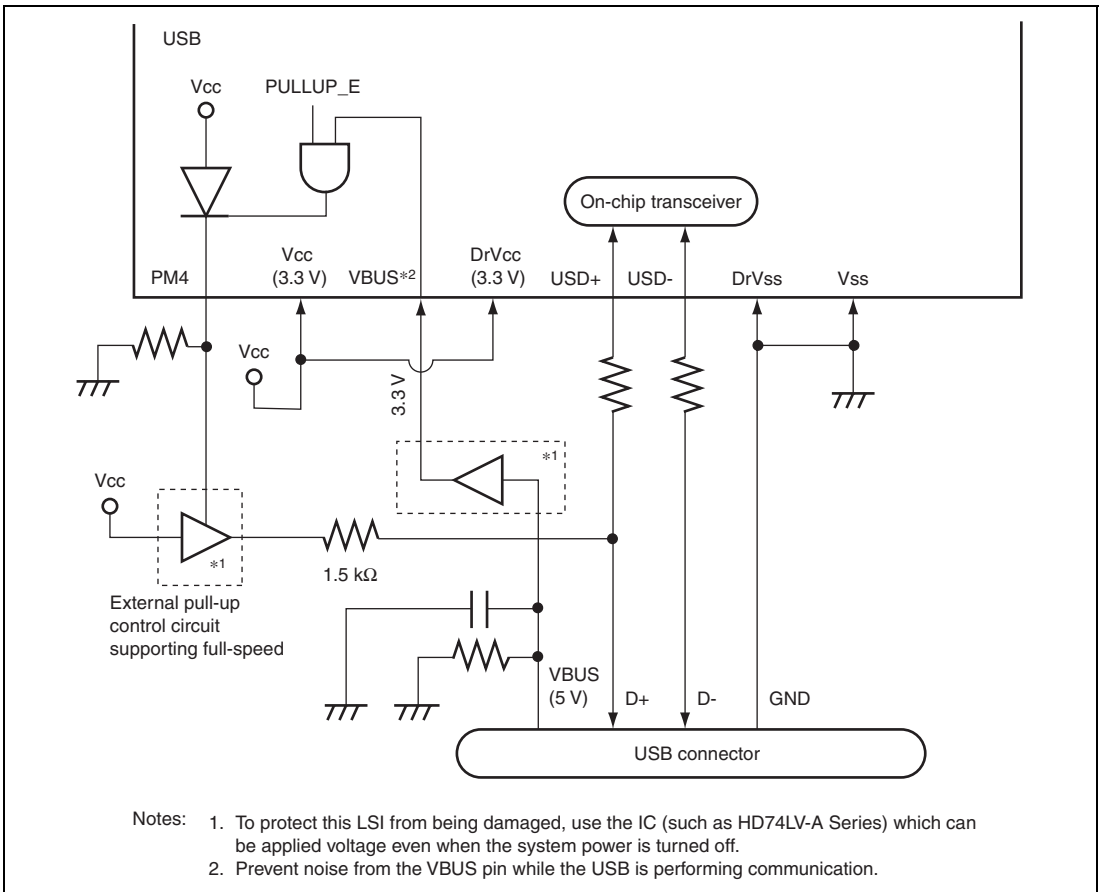 USB
Vcc
PULLUP_E
On-chip transceiver
PM4
Vcc
(3.3 V)
VBUS*2
DrVcc
(3.3 V)
USD+
USD-
DrVss
Vss
Vcc
3.3 V
*1
Vcc
*1
1.5 kΩ
External pull-up
control circuit
supporting full-speed
VBUS
(5 V)
D+
D-
GND
USB connector
Notes: 1. To protect this LSI from being damaged, use the IC (such as HD74LV-A Series) which can
be applied voltage even when the system power is turned off.
2. Prevent noise from the VBUS pin while the USB is performing communication.